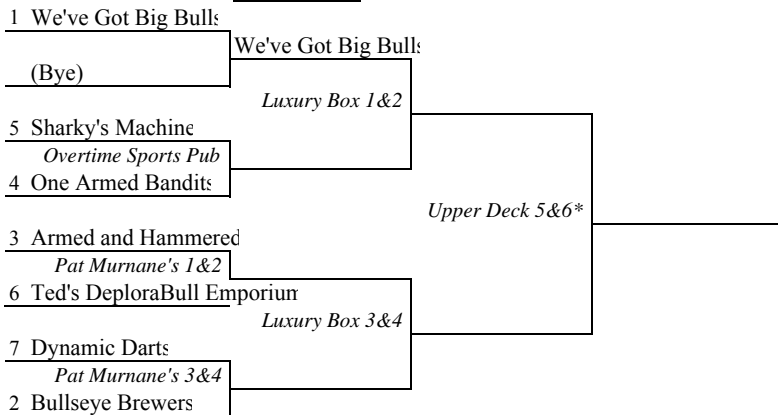 1 We've Got Big Bulls
We've Got Big Bulls
(Bye)
Luxury Box 1&2
5 Sharky's Machine
Overtime Sports Pub
4 One Armed Bandits
Upper Deck 5&6*
3 Armed and Hammered
Pat Murnane's 1&2
6 Ted's DeploraBull Emporium
Luxury Box 3&4
7 Dynamic Darts
Pat Murnane's 3&4
2 Bullseye Brewers